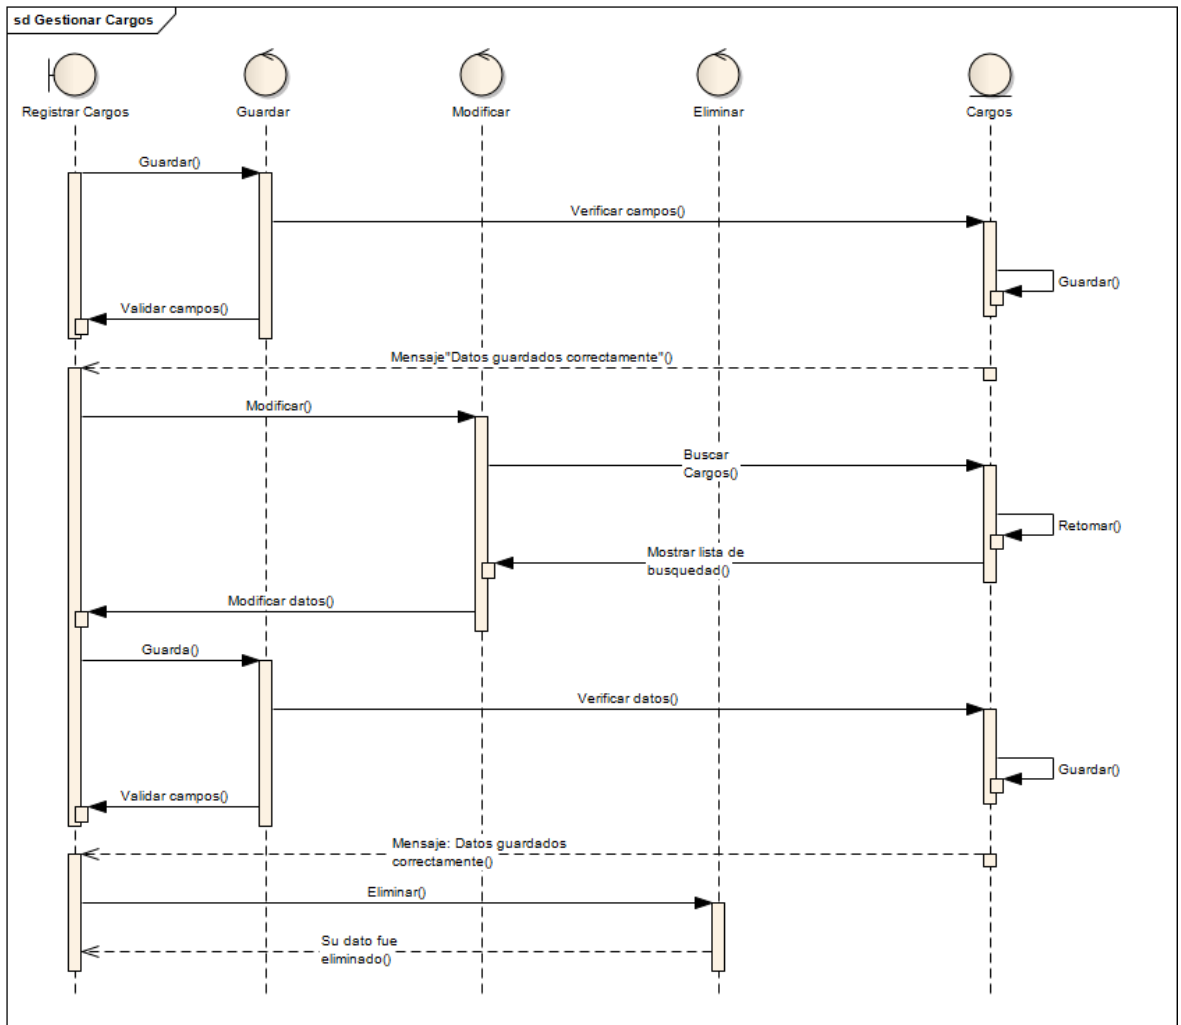 sd Gestionar Cargos
Registrar Cargos
Guardar
Modificar
Eliminar
Cargos
Guardar()
Verificar campos()
Guardar()
Validar campos()
Mensaje"Datos guardados correctamente"()
Modificar()
Buscar
Cargos()
Retomar()
Mostrar lista de
busquedad()
Modificar datos()
Guarda()
Verificar datos()
Guardar()
Validar campos()
Mensaje: Datos guardados
correctamente()
Eliminar()
Su dato fue
eliminado()